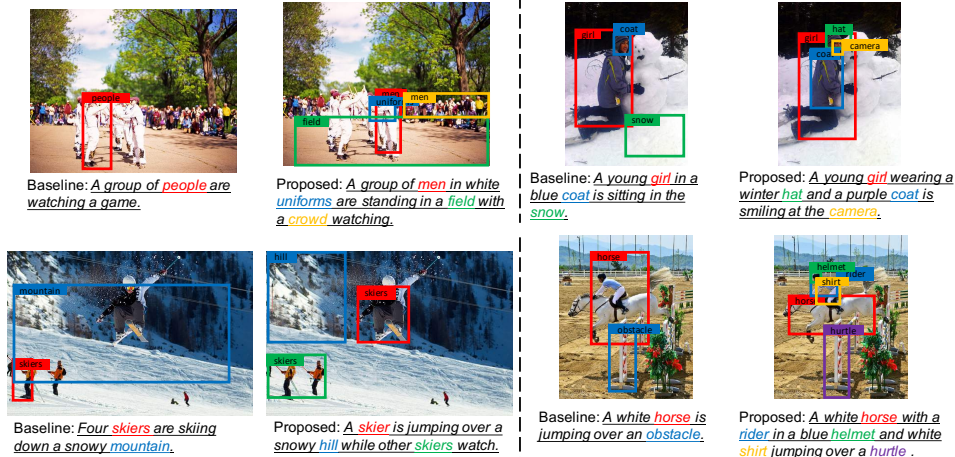 people
men
uniform
men
field
Baseline: A group of people are
watching a game.
Proposed: A group of men in white
uniforms are standing in a field with
a crowd watching.
girl
coat
snow
hat
girl
camera
coa
Baseline: A young girl in a
blue coat is sitting in the
snow.
Proposed: A young girl wearing a
winter hat and a purple coat is
smiling at the camera.
mountain
skiers
hill
skiers
skiers
Baseline: Four skiers are skiing
down a snowy mountain.
Proposed: A skier is jumping over a
snowy hill while other skiers watch.
horse
obstacle
helmet
rider
shirt
hors
hurtle
Baseline: A white horse is
jumping over an obstacle.
Proposed: A white horse with a
rider in a blue helmet and white
shirt jumping over a hurtle .